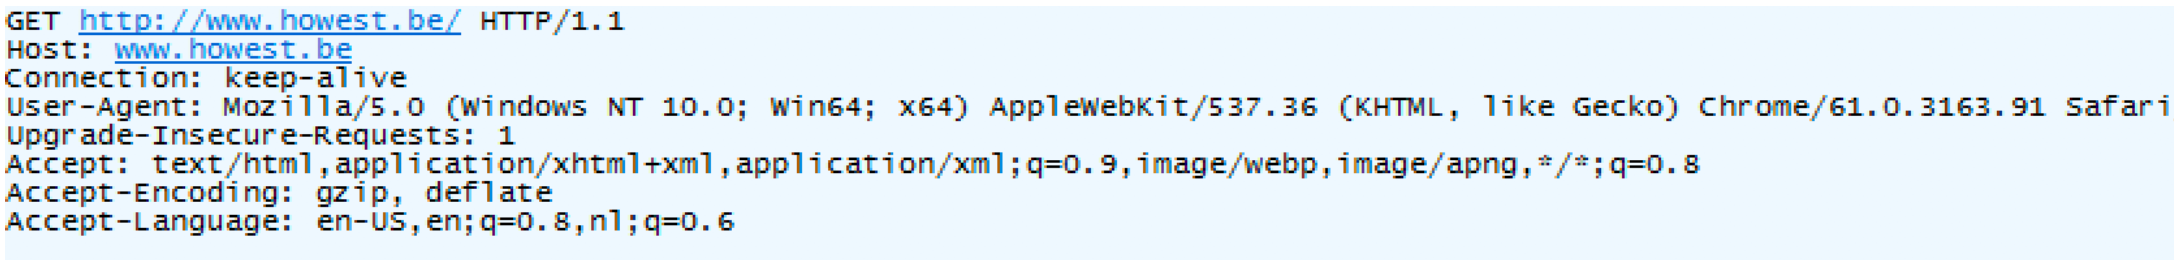 GET http://www.howest.be/ HTTP/1.1
Host: www.howest.be
Connection: keep-alive
User-Agent: Mozilla/5.0 (Windows NT 10.0; Win64; x64) AppleWebKit/537.36 (KHTML, like Gecko) Chrome/61.0.3163.91 Safari
Upgrade-Insecure-Requests: 1
Accept: text/html,application/xhtml+xml,application/xml;q=0.9,image/webp,image/apng,*/*;q=0.8
Accept-Encoding: gzip, deflate
Accept-Language: en-US,en;q=0.8,nl;q=0.6